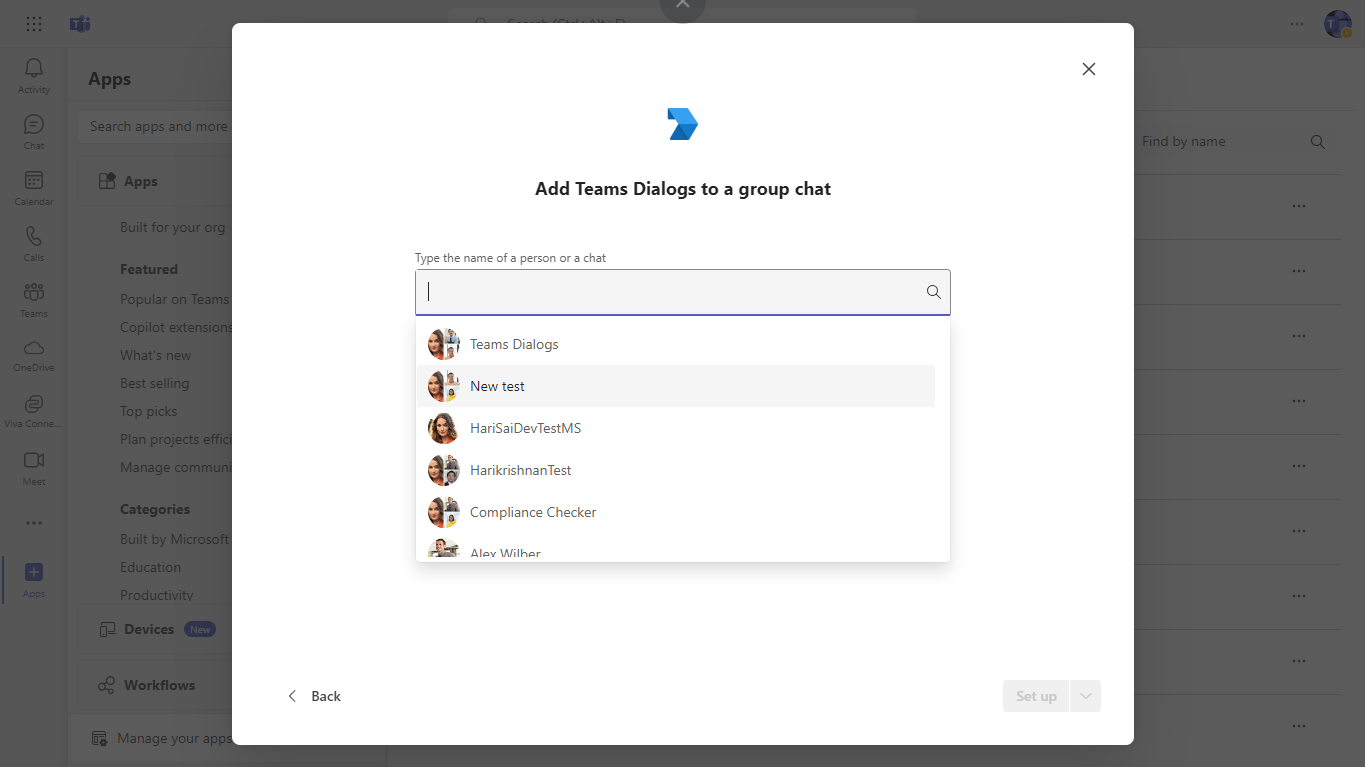 Search (Ctrl+Alt+E)
Activity
Chat
Calendar
Calls
Teams
OneDrive
Viva Conne...
Meet
Apps
Apps
Search apps and more
Apps
Built for your org
Featured
Popular on Teams
Copilot extensions
What's new
Best selling
Top picks
Plan projects effici
Manage communi
Categories
Built by Microsoft
Education
Productivity
Devices New
Workflows
Manage your apps
Find by name
Add Teams Dialogs to a group chat
Type the name of a person or a chat
Teams Dialogs
New test
HariSaiDevTestMS
HarikrishnanTest
Compliance Checker
Alex Wilber
Back
Set up